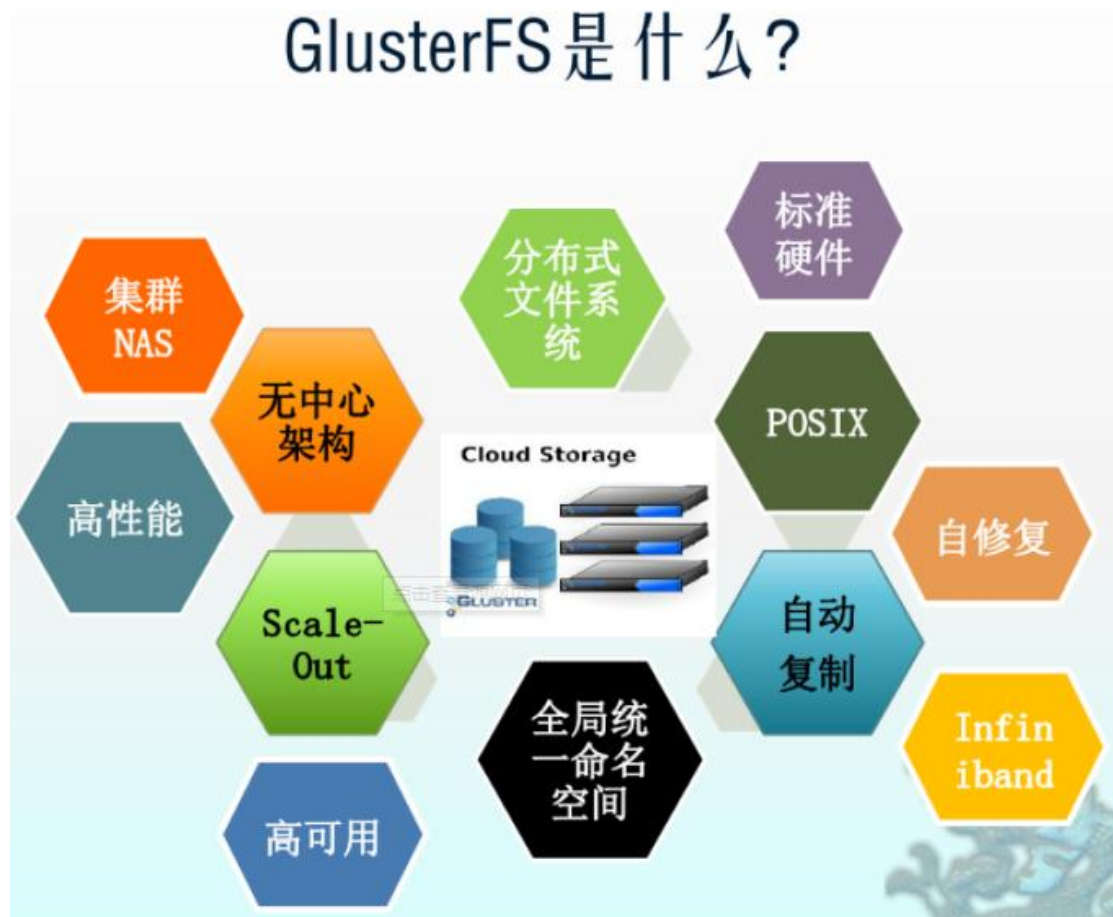 GlusterFS是什么?
标准
硬件
分布式
文件系
统
集群
NAS
无中心
架构
POSIX
Cloud Storage
高性能
自修复
GLUSTER
Scale-
Out
自动
复制
全局统
一命名
空间
Infin
iband
高可用